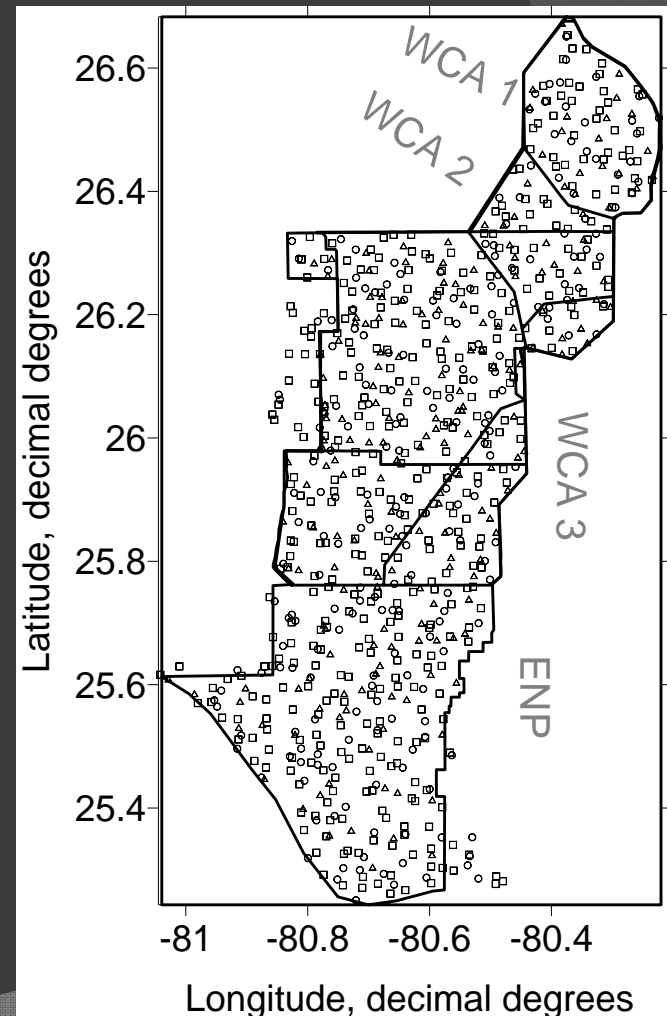 WCA 1
WCA 2
26.6
26.4
26.2
26
25.8
25.6
25.4
Latitude, decimal degrees
WCA 3
ENP
-81 -80.8 -80.6 -80.4
Longitude, decimal degrees